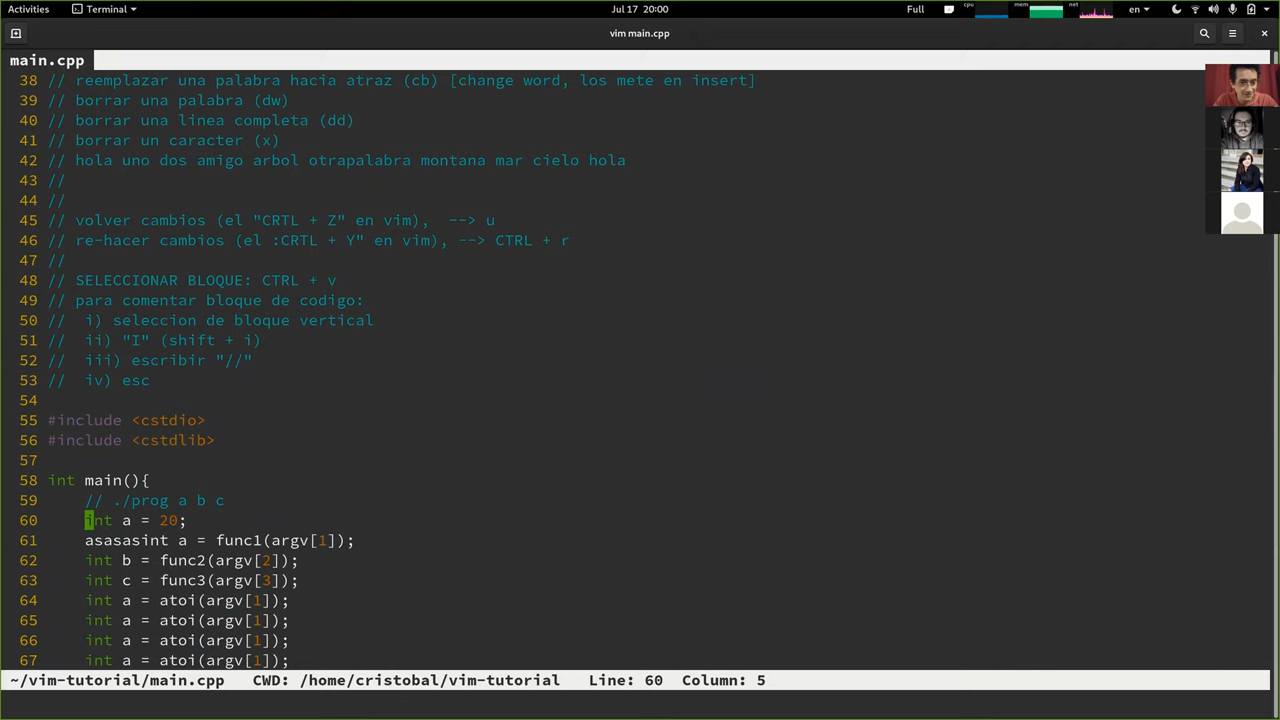 Activities Terminal Jul 17 20:00 Full cpu mem net en
vim main.cpp
main.cpp
38 // reemplazar una palabra hacia atraz (cb) [change word, los mete en insert]
39 // borrar una palabra (dw)
40 // borrar una linea completa (dd)
41 // borrar un caracter (x)
42 // hola uno dos amigo arbol otrapalabra montana mar cielo hola
43 //
44 //
45 // volver cambios (el "CRTL + Z" en vim), --> u
46 // re-hacer cambios (el :CRTL + Y" en vim), --> CTRL + r
47 //
48 // SELECCIONAR BLOQUE: CTRL + v
49 // para comentar bloque de codigo:
50 //  i) seleccion de bloque vertical
51 //  ii) "I" (shift + i)
52 //  iii) escribir "//"
53 //  iv) esc
54
55 #include <cstdio>
56 #include <cstdlib>
57
58 int main(){
59     // ./prog a b c
60     int a = 20;
61     asasasint a = func1(argv[1]);
62     int b = func2(argv[2]);
63     int c = func3(argv[3]);
64     int a = atoi(argv[1]);
65     int a = atoi(argv[1]);
66     int a = atoi(argv[1]);
67     int a = atoi(argv[1]);
~/vim-tutorial/main.cpp CWD: /home/cristobal/vim-tutorial Line: 60 Column: 5